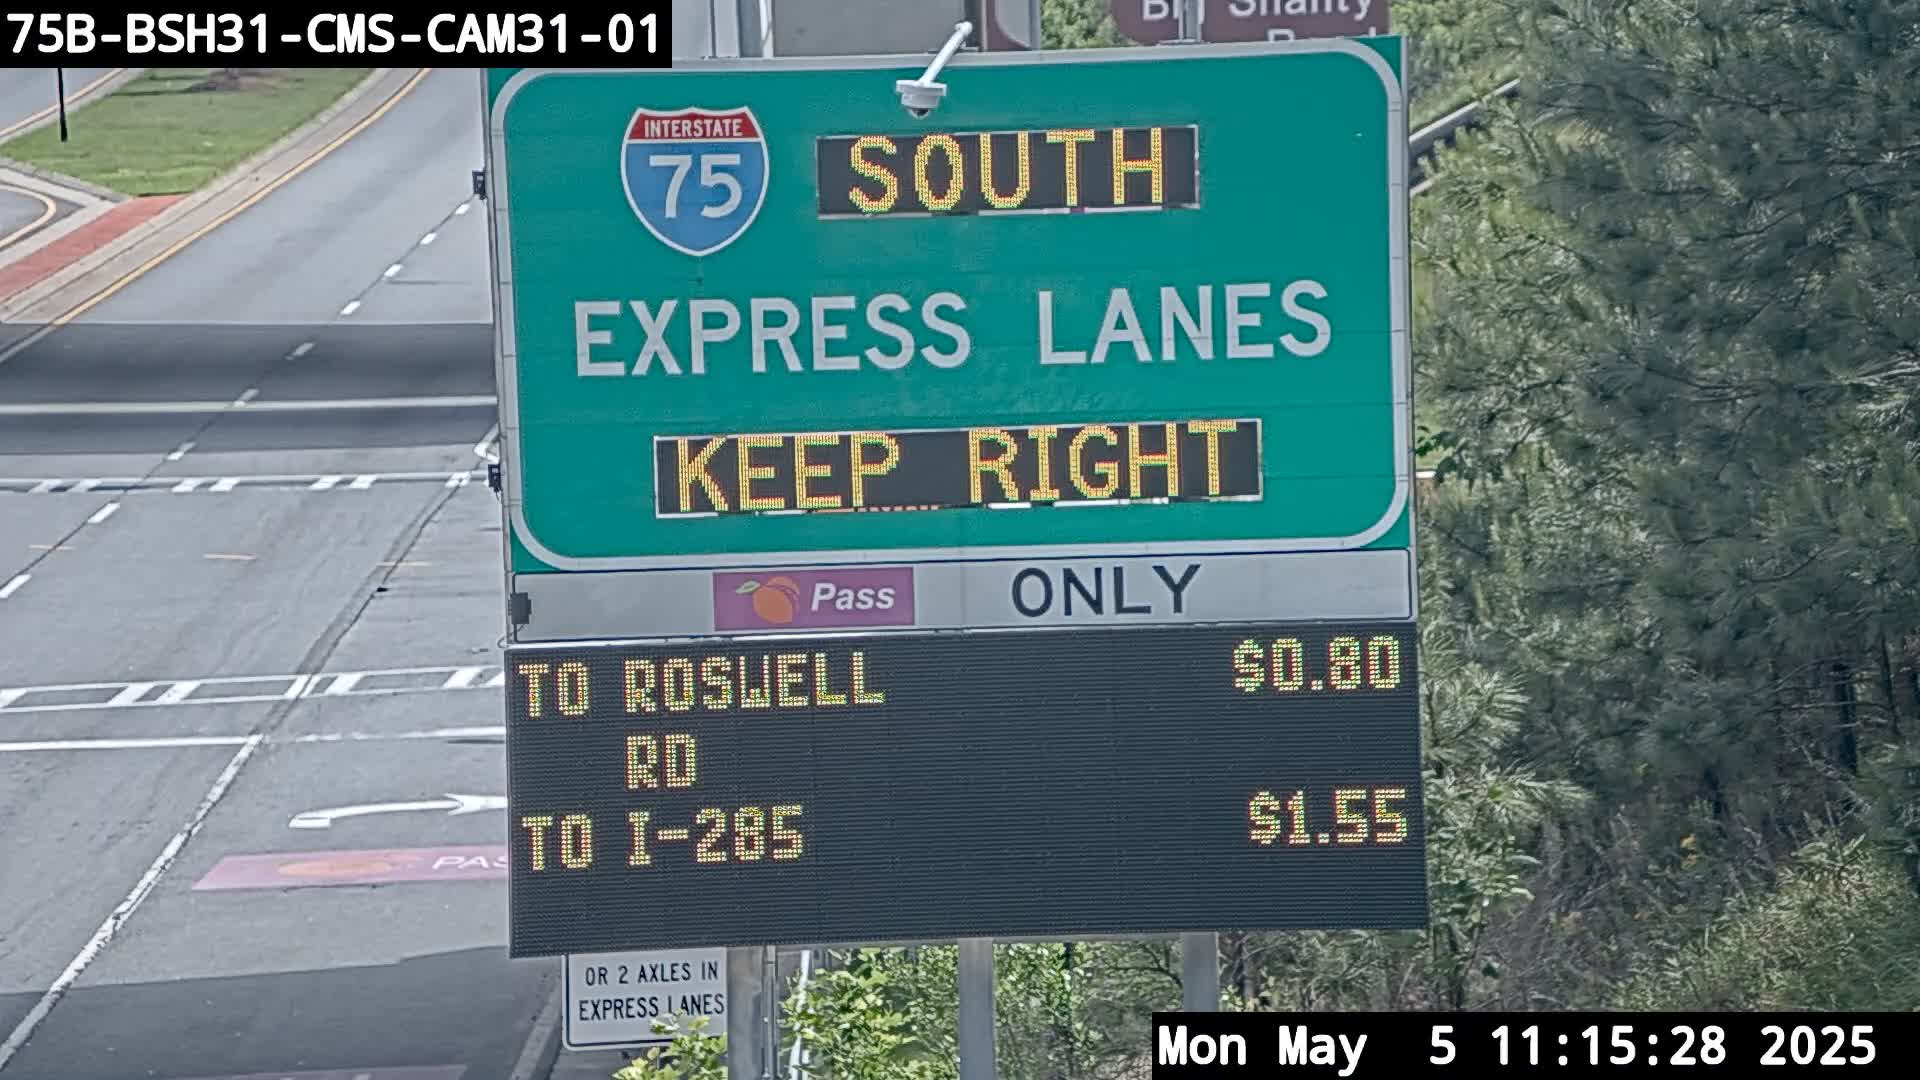 75B-BSH31-CMS-CAM31-01
Shanty
INTERSTATE
75
SOUTH
EXPRESS LANES
KEEP RIGHT
Pass ONLY
TO ROSWELL $0.80
RD
TO I-285 $1.55
OR 2 AXLES IN
EXPRESS LANES
Mon May 5 11:15:28 2025